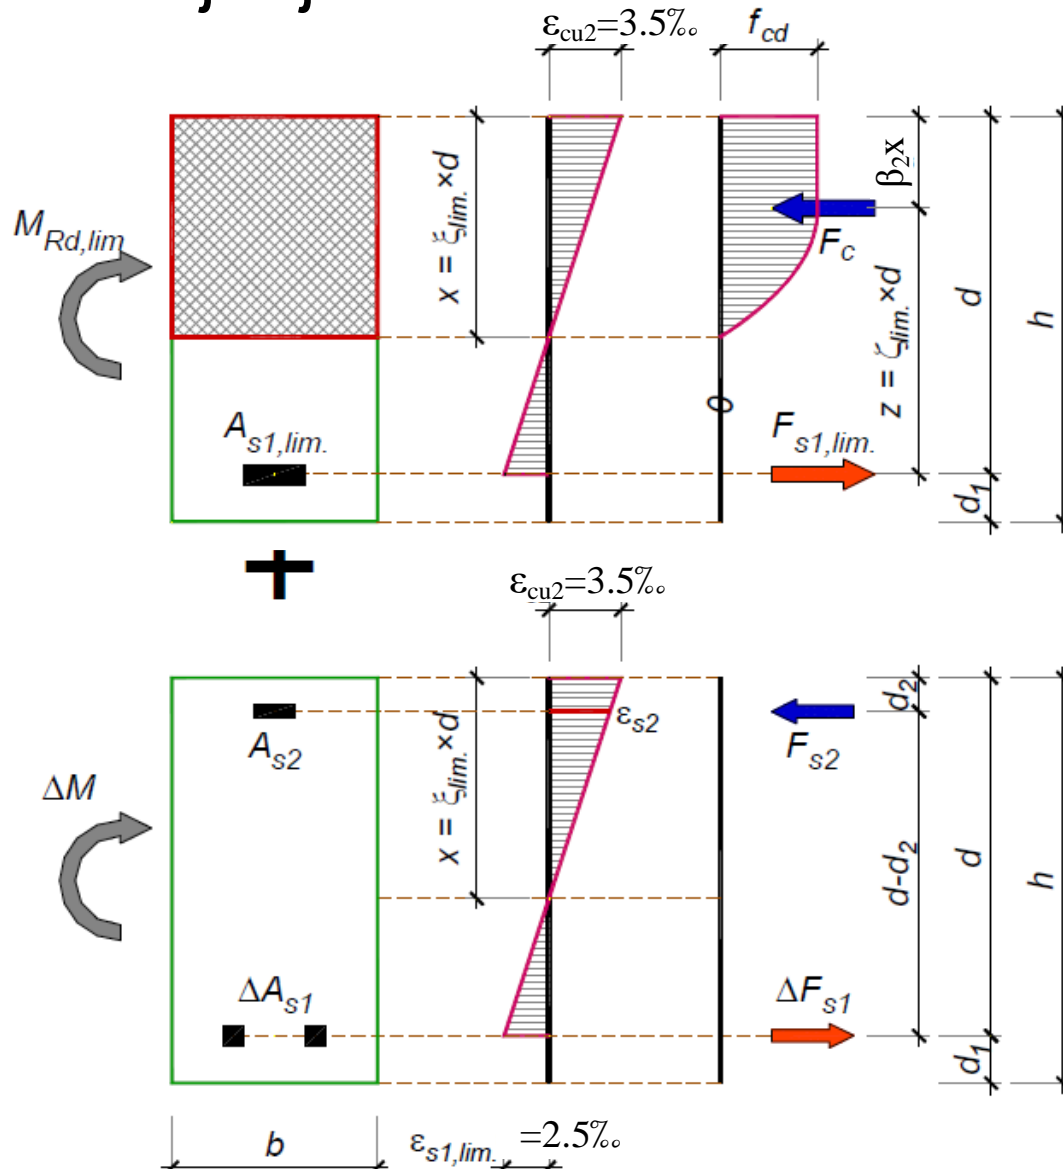 εcu2=3.5‰
fcd
MRd,lim
x = ξlim.×d
β2x
Fc
z = ζlim.×d
d
h
0
As1,lim.
Fs1,lim.
d1
+
εcu2=3.5‰
As2
εs2
Fs2
d2
ΔM
x = ξlim.×d
d-d2
d
h
ΔAs1
ΔFs1
d1
b
εs1,lim. =2.5‰